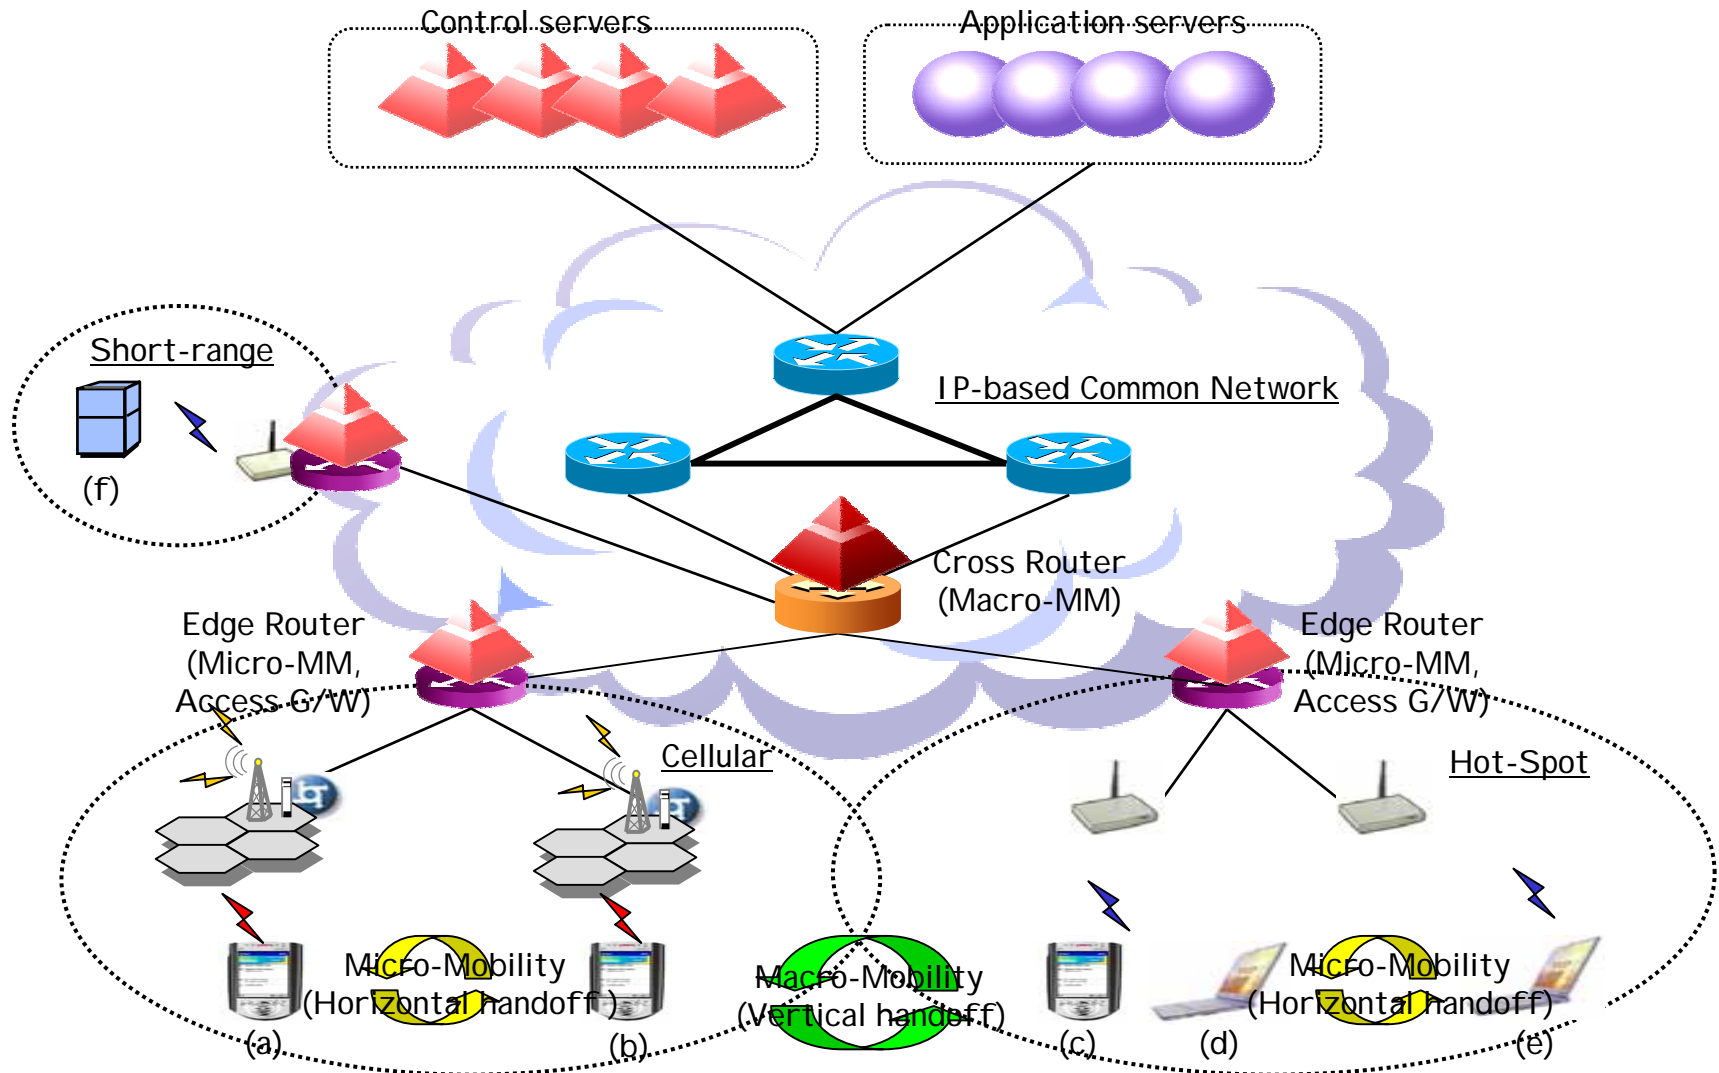 Control servers
Application servers
Short-range
IP-based Common Network
(f)
Cross Router
(Macro-MM)
Edge Router
(Micro-MM,
Access G/W)
Edge Router
(Micro-MM,
Access G/W)
Cellular
Hot-Spot
Micro-Mobility
(Horizontal handoff)
Macro-Mobility
(Vertical handoff)
Micro-Mobility
(Horizontal handoff)
(a)
(b)
(c)
(d)
(e)